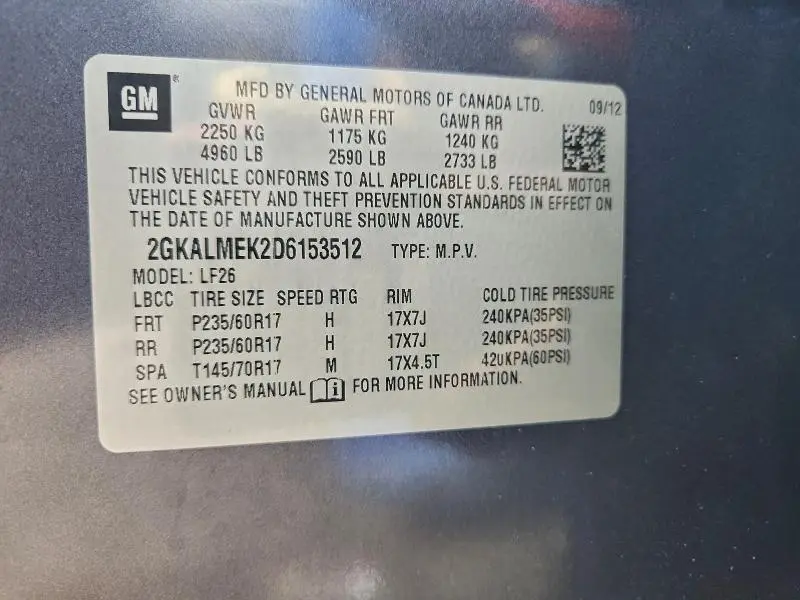 GM ®
MFD BY GENERAL MOTORS OF CANADA LTD. 09/12
GVWR GAWR FRT GAWR RR
2250 KG 1175 KG 1240 KG
4960 LB 2590 LB 2733 LB
THIS VEHICLE CONFORMS TO ALL APPLICABLE U.S. FEDERAL MOTOR
VEHICLE SAFETY AND THEFT PREVENTION STANDARDS IN EFFECT ON
THE DATE OF MANUFACTURE SHOWN ABOVE.
2GKALMEK2D6153512 TYPE: M.P.V.
MODEL: LF26
LBCC TIRE SIZE SPEED RTG RIM COLD TIRE PRESSURE
FRT P235/60R17 H 17X7J 240KPA(35PSI)
RR P235/60R17 H 17X7J 240KPA(35PSI)
SPA T145/70R17 M 17X4.5T 420KPA(60PSI)
SEE OWNER'S MANUAL i FOR MORE INFORMATION.